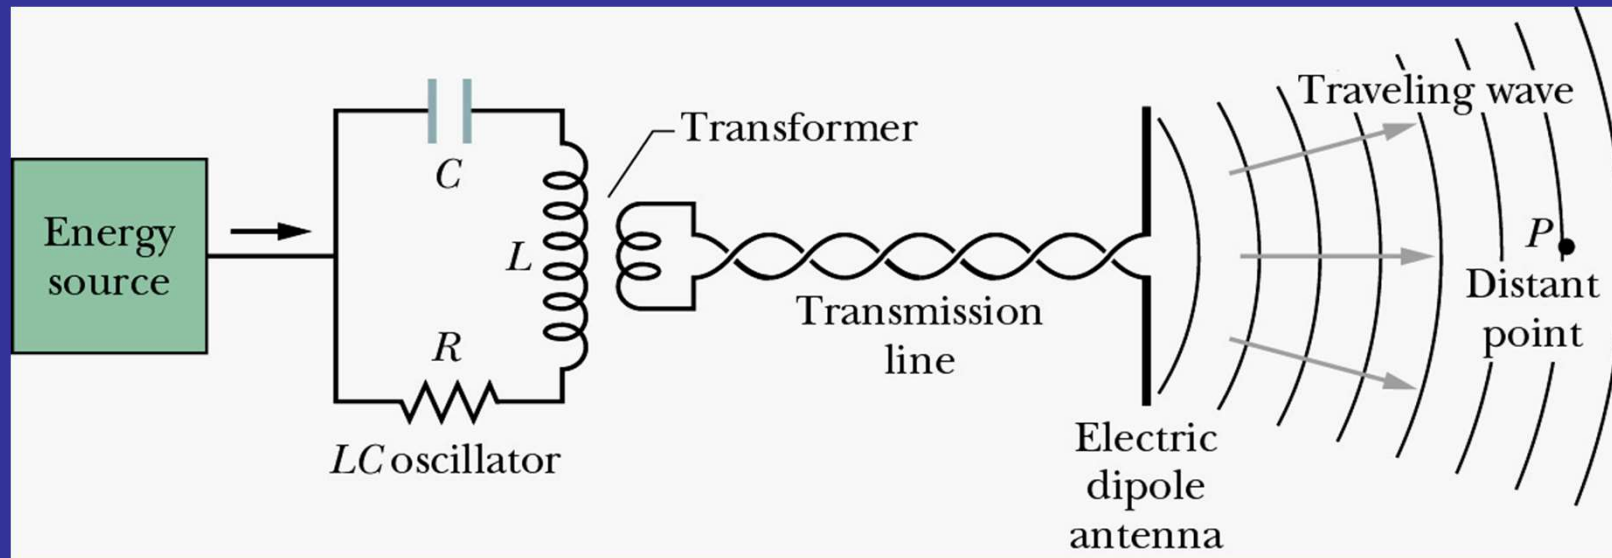 Energy
source
C
L
R
LC oscillator
Transformer
Transmission
line
Electric
dipole
antenna
Traveling wave
P
Distant
point